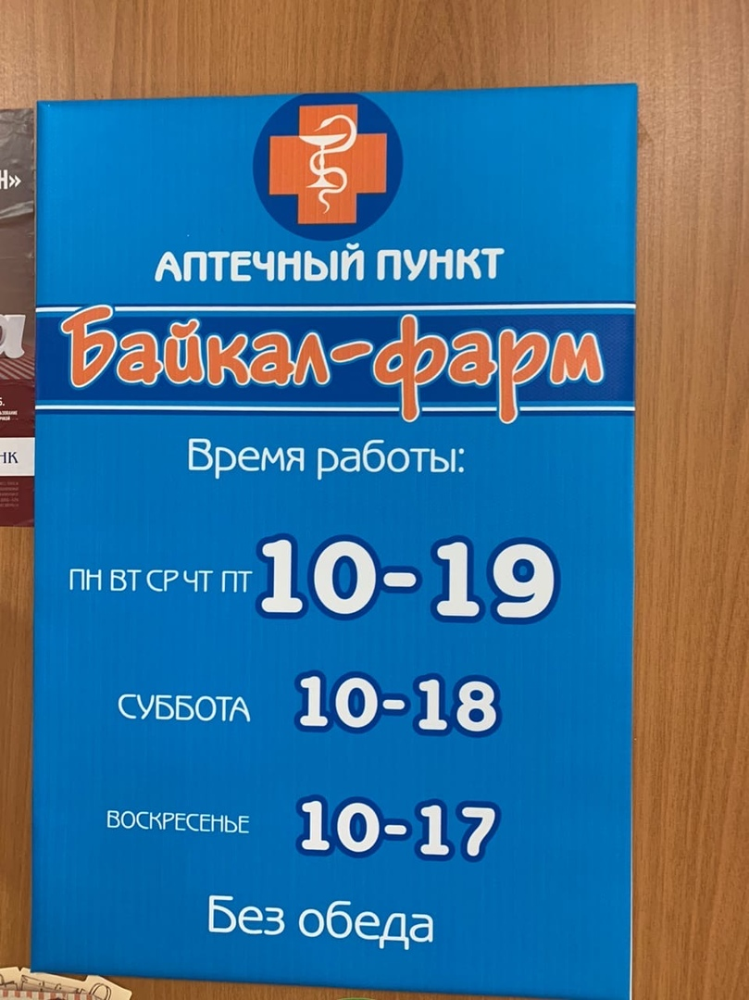 АПТЕЧНЫЙ ПУНКТ
Байкал-фарм
Время работы:
ПН ВТ СР ЧТ ПТ 10-19
СУББОТА 10-18
ВОСКРЕСЕНЬЕ 10-17
Без обеда